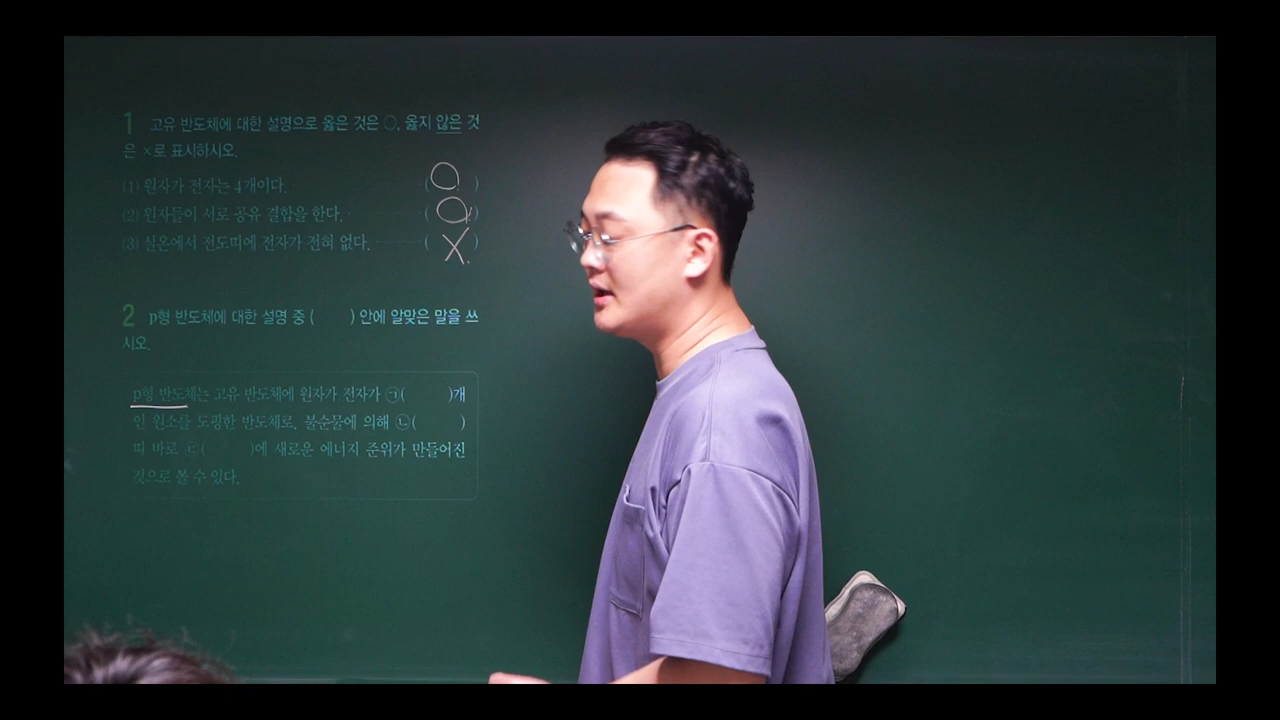 1 고유 반도체에 대한 설명으로 옳은 것은 ○, 옳지 않은 것
은 ×로 표시하시오.
(1) 원자가 전자는 4개이다. ( O )
(2) 원자들이 서로 공유 결합을 한다. ( O )
(3) 실온에서 전도띠에 전자가 전혀 없다. ( X )
2 p형 반도체에 대한 설명 중 ( ) 안에 알맞은 말을 쓰
시오.
p형 반도체는 고유 반도체에 원자가 전자가 ㉠( )개
인 원소를 도핑한 반도체로, 불순물에 의해 ㉡( )
띠 바로 ㉢( )에 새로운 에너지 준위가 만들어진
것으로 볼 수 있다.